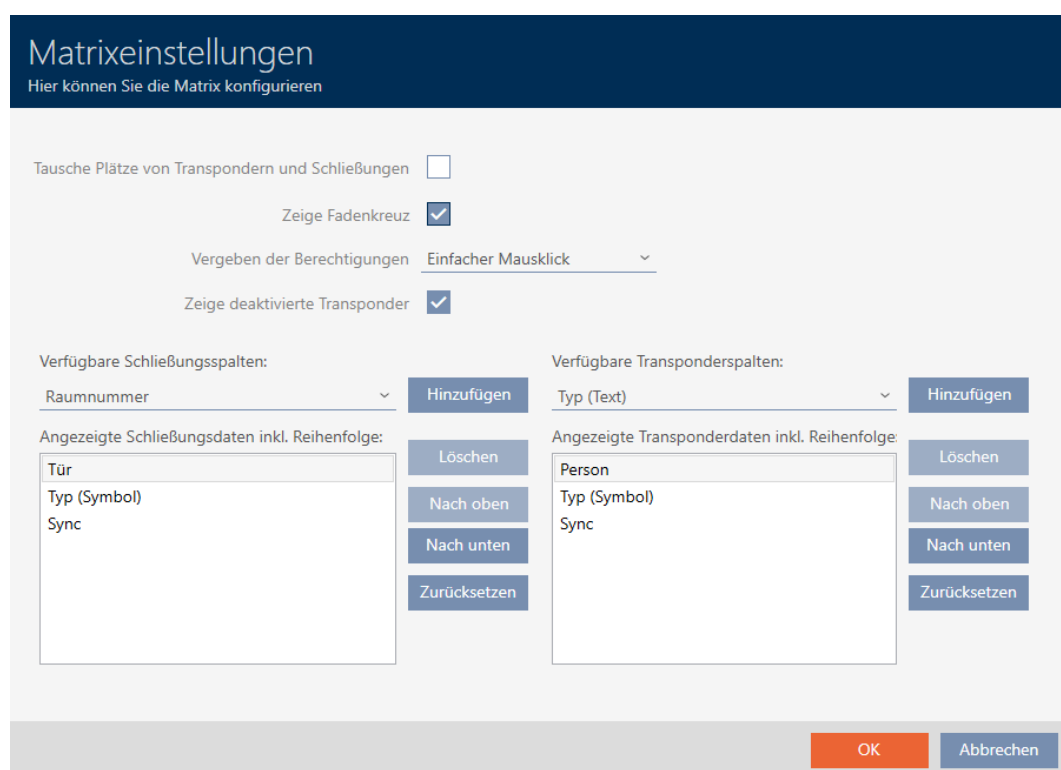 Matrixeinstellungen
Hier können Sie die Matrix konfigurieren
Tausche Plätze von Transpondern und Schließungen
Zeige Fadenkreuz
Vergeben der Berechtigungen Einfacher Mausklick
Zeige deaktivierte Transponder
Verfügbare Schließungsspalten:
Raumnummer Hinzufügen
Angezeigte Schließungsdaten inkl. Reihenfolge:
Tür
Typ (Symbol)
Sync
Löschen
Nach oben
Nach unten
Zurücksetzen
Verfügbare Transponderspalten:
Typ (Text) Hinzufügen
Angezeigte Transponderdaten inkl. Reihenfolge:
Person
Typ (Symbol)
Sync
Löschen
Nach oben
Nach unten
Zurücksetzen
OK Abbrechen